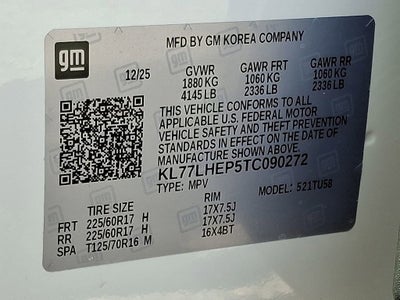 gm
MFD BY GM KOREA COMPANY
12/25 GVWR GAWR FRT GAWR RR
1880 KG 1060 KG 1060 KG
4145 LB 2336 LB 2336 LB
THIS VEHICLE CONFORMS TO ALL
APPLICABLE U.S. FEDERAL MOTOR
VEHICLE SAFETY AND THEFT PREVENTION
STANDARDS IN EFFECT ON THE DATE OF
MANUFACTURE SHOWN ABOVE.
KL77LHEP5TC090272
TYPE: MPV MODEL: 521TU58
TIRE SIZE RIM
FRT 225/60R17 H 17X7.5J
RR 225/60R17 H 17X7.5J
SPA T125/70R16 M 16X4BT